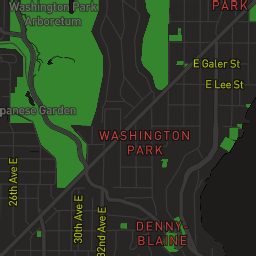 Washington Park
Arboretum
PARK
E Galer St
E Lee St
panese Garden
WASHINGTON
PARK
26th Ave E
30th Ave E
32nd Ave E
DENNY
BLAINE